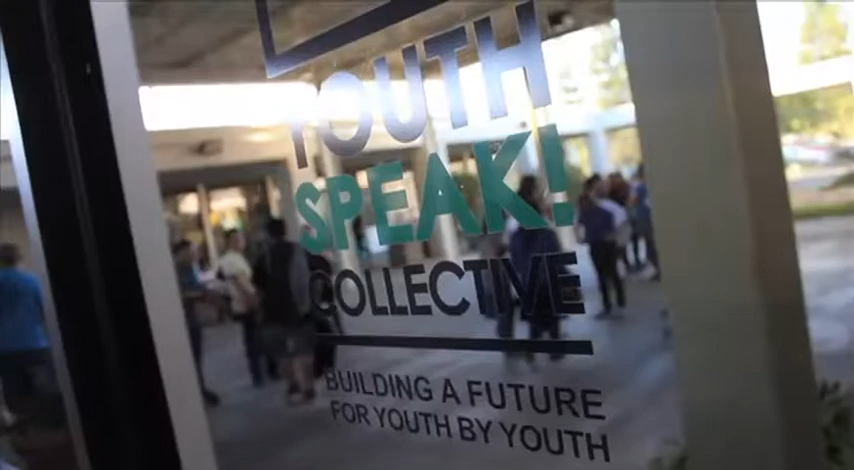 YOUTH
SPEAK!
COLLECTIVE
BUILDING A FUTURE
FOR YOUTH BY YOUTH